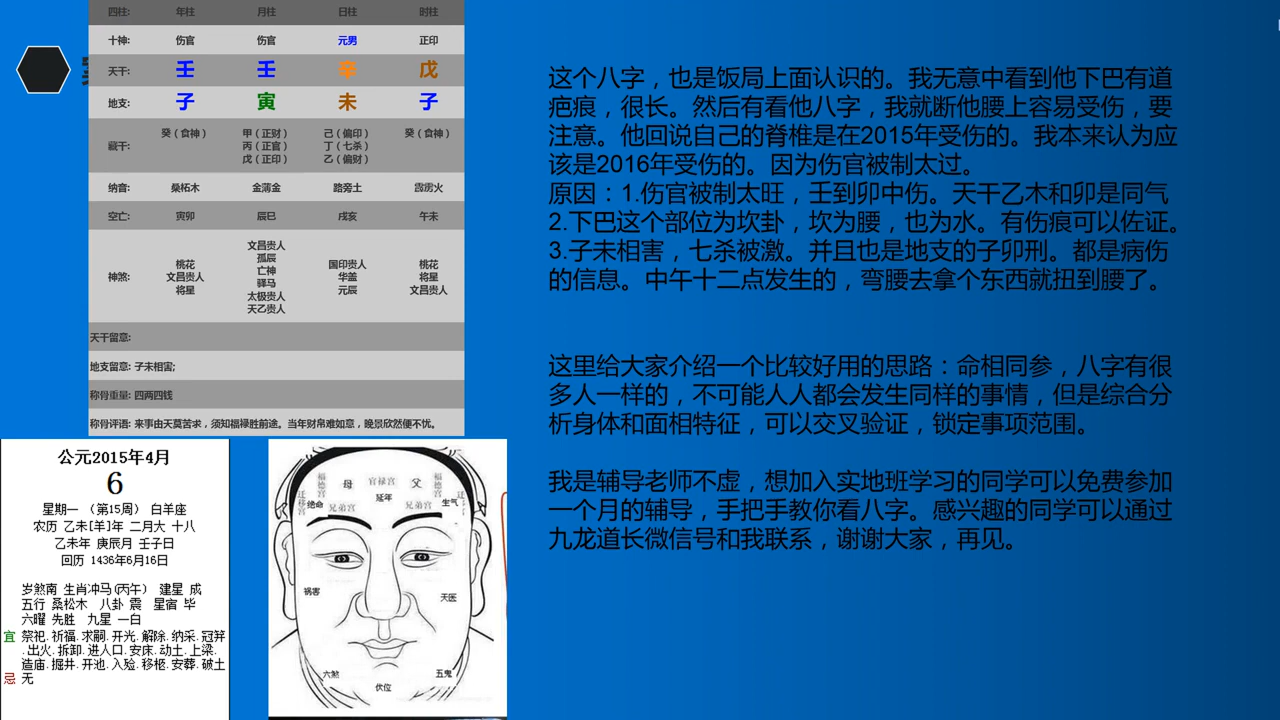 四柱: 年柱 月柱 日柱 时柱
十神: 伤官 伤官 元男 正印
天干: 壬 壬 辛 戊
地支: 子 寅 未 子
藏干: 癸（食神） 甲（正财） 己（偏印） 癸（食神）
丙（正官） 丁（七杀）
戊（正印） 乙（偏财）
纳音: 桑柘木 金薄金 路旁土 霹雳火
空亡: 寅卯 辰巳 戌亥 午未
神煞: 桃花 文昌贵人 国印贵人 桃花
文昌贵人 孤辰 华盖 将星
将星 亡神 元辰 文昌贵人
驿马
太极贵人
天乙贵人
天干留意:
地支留意: 子未相害;
称骨重量: 四两四钱
称骨评语: 来事由天莫苦求，须知福禄胜前途。当年财帛难如意，晚景欣然便不忧。
公元2015年4月
6
星期一 （第15周） 白羊座
农历 乙未[羊]年 二月大 十八
乙未年 庚辰月 壬子日
回历 1436年6月16日
岁煞南 生肖冲马(丙午) 建星 成
五行 桑松木 八卦 震 星宿 毕
六曜 先胜 九星 一白
宜 祭祀.祈福.求嗣.开光.解除.纳采.冠笄
.出火.拆卸.进人口.安床.动土.上梁.
造庙.掘井.开池.入殓.移柩.安葬.破土
忌 无
福德宫 母 官禄宫 父 福德宫
延年
绝命 兄弟宫 兄弟宫 生气
祸害 天医
六煞 五鬼
伏位
这个八字，也是饭局上面认识的。我无意中看到他下巴有道
疤痕，很长。然后有看他八字，我就断他腰上容易受伤，要
注意。他回说自己的脊椎是在2015年受伤的。我本来认为应
该是2016年受伤的。因为伤官被制太过。
原因：1.伤官被制太旺，壬到卯中伤。天干乙木和卯是同气
2.下巴这个部位为坎卦，坎为腰，也为水。有伤痕可以佐证。
3.子未相害，七杀被激。并且也是地支的子卯刑。都是病伤
的信息。中午十二点发生的，弯腰去拿个东西就扭到腰了。
这里给大家介绍一个比较好用的思路：命相同参，八字有很
多人一样的，不可能人人都会发生同样的事情，但是综合分
析身体和面相特征，可以交叉验证，锁定事项范围。
我是辅导老师不虚，想加入实地班学习的同学可以免费参加
一个月的辅导，手把手教你看八字。感兴趣的同学可以通过
九龙道长微信号和我联系，谢谢大家，再见。